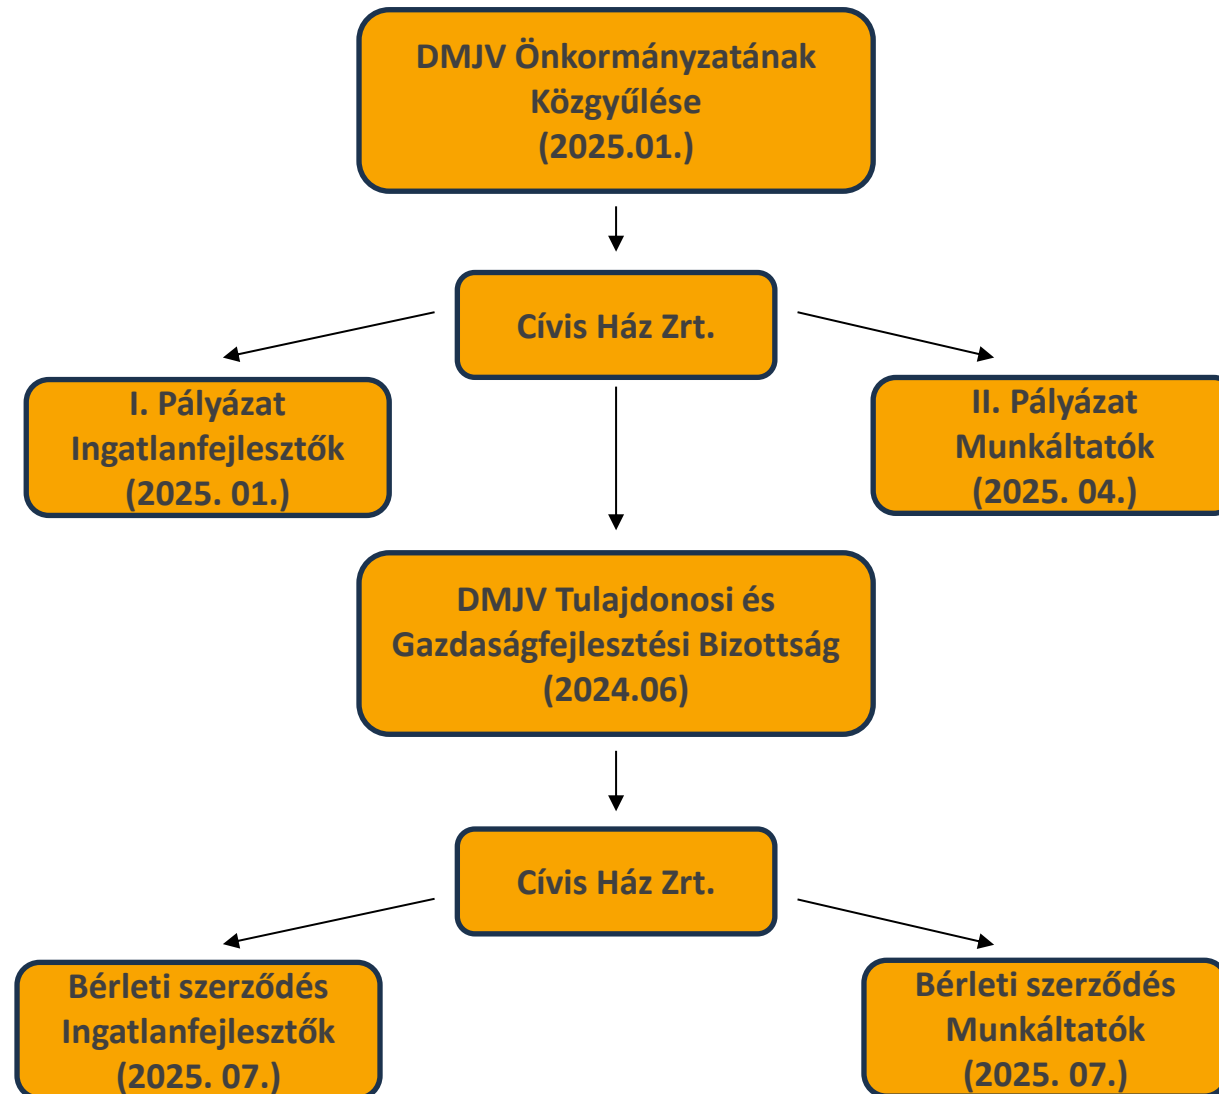 DMJV Önkormányzatának
Közgyűlése
(2025.01.)
Cívis Ház Zrt.
I. Pályázat
Ingatlanfejlesztők
(2025. 01.)
II. Pályázat
Munkáltatók
(2025. 04.)
DMJV Tulajdonosi és
Gazdaságfejlesztési Bizottság
(2024.06)
Cívis Ház Zrt.
Bérleti szerződés
Ingatlanfejlesztők
(2025. 07.)
Bérleti szerződés
Munkáltatók
(2025. 07.)